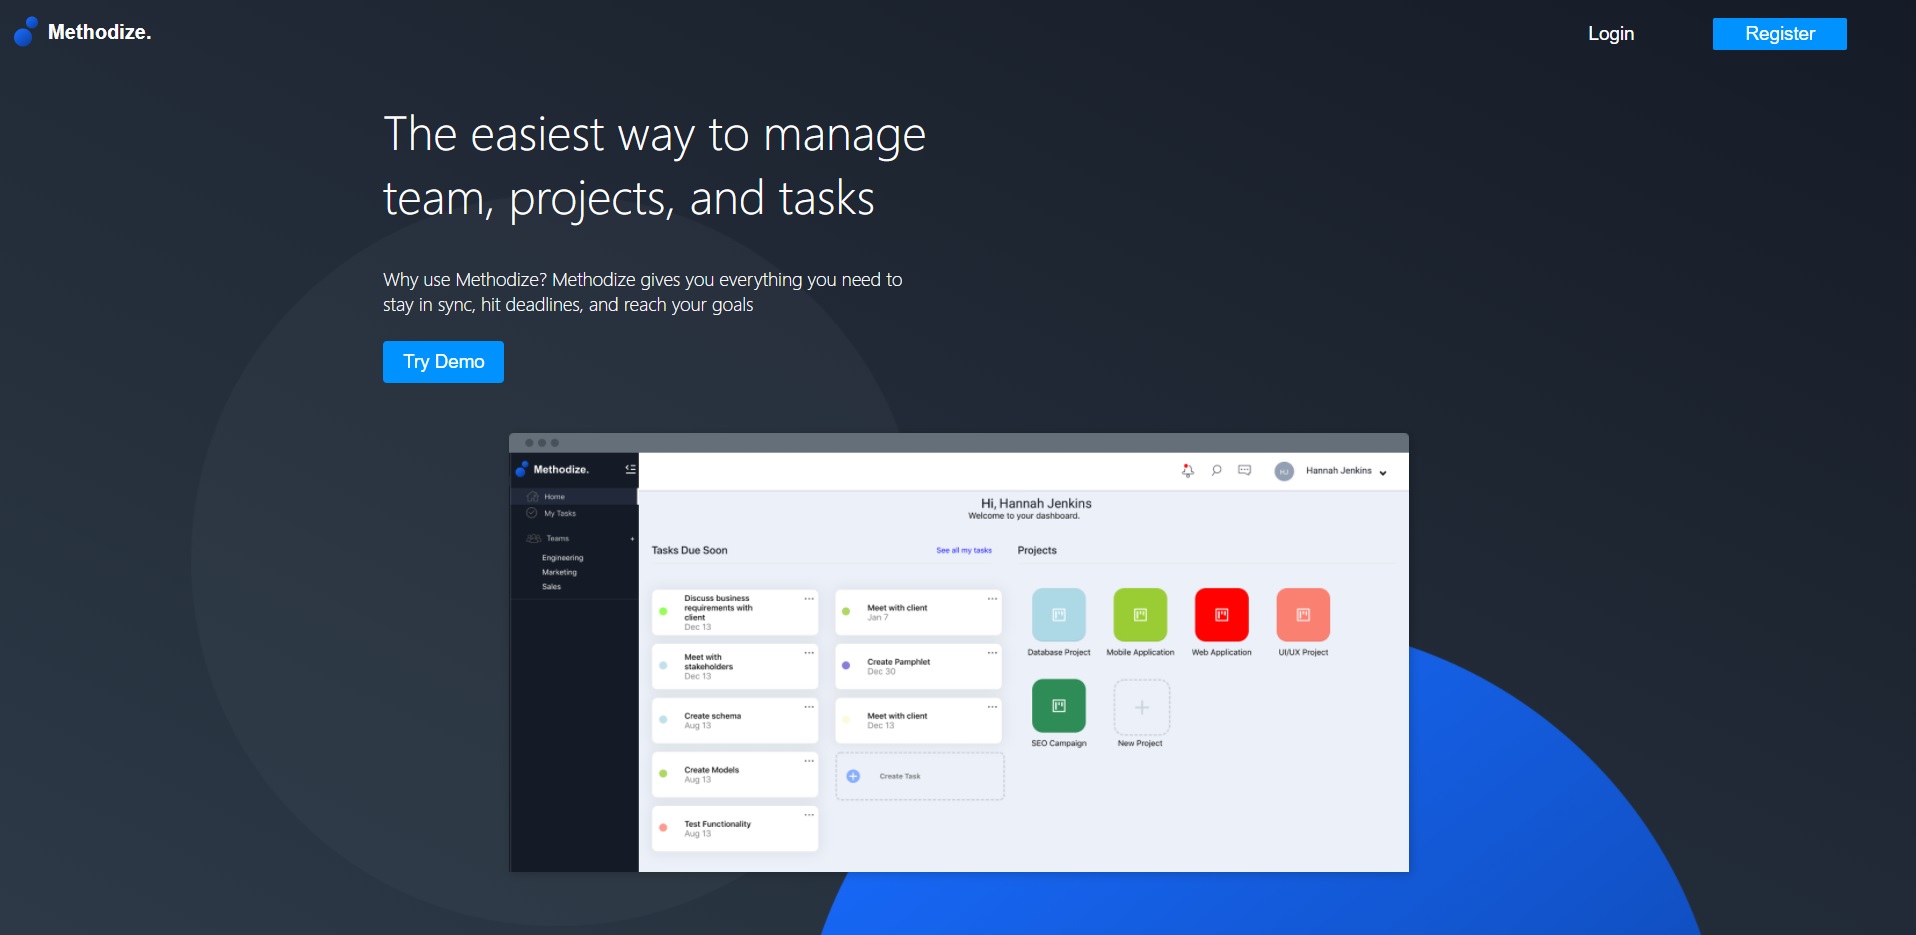 Methodize.
Login
Register
The easiest way to manage
team, projects, and tasks
Why use Methodize? Methodize gives you everything you need to
stay in sync, hit deadlines, and reach your goals
Try Demo
Methodize.
HJ
Hannah Jenkins
Home
My Tasks
Teams
+
Engineering
Marketing
Sales
Hi, Hannah Jenkins
Welcome to your dashboard.
Tasks Due Soon
See all my tasks
Discuss business
requirements with
client
Dec 13
Meet with
stakeholders
Dec 13
Create schema
Aug 13
Create Models
Aug 13
Test Functionality
Aug 13
Meet with client
Jan 7
Create Pamphlet
Dec 30
Meet with client
Dec 13
Create Task
Projects
Database Project
Mobile Application
Web Application
UI/UX Project
SEO Campaign
New Project